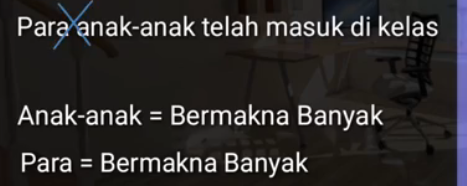 Para anak-anak telah masuk di kelas
Anak-anak = Bermakna Banyak
Para = Bermakna Banyak